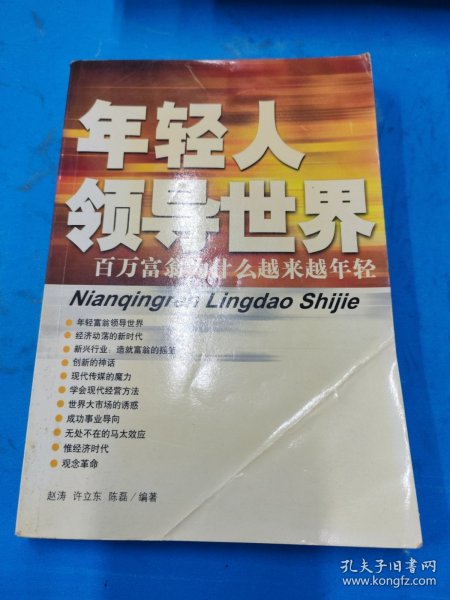 年轻人
领导世界
百万富翁为什么越来越年轻
Nianqingren Lingdao Shijie
年轻富翁领导世界
经济动荡的新时代
新兴行业：造就富翁的摇篮
创新的神话
现代传媒的魔力
学会现代经营方法
世界大市场的诱惑
成功事业导向
无处不在的马太效应
惟经济时代
观念革命
赵涛 许立东 陈磊/编著
孔夫子旧书网
www.kongfz.com